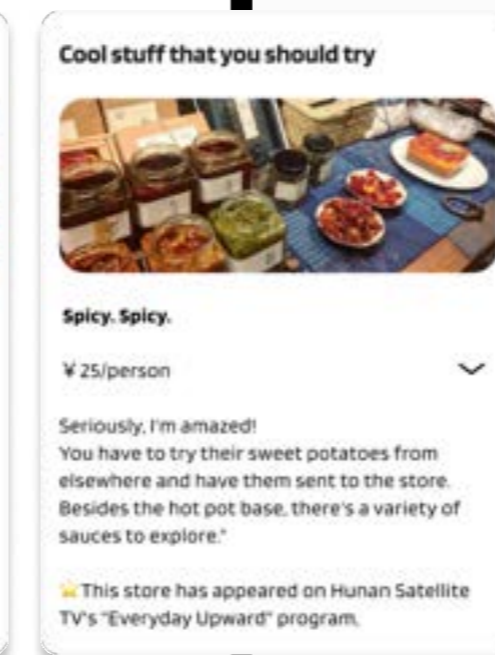 Cool stuff that you should try
Spicy. Spicy.
¥ 25/person
Seriously, I'm amazed!
You have to try their sweet potatoes from
elsewhere and have them sent to the store.
Besides the hot pot base, there's a variety of
sauces to explore."
⭐This store has appeared on Hunan Satellite
TV's "Everyday Upward" program.